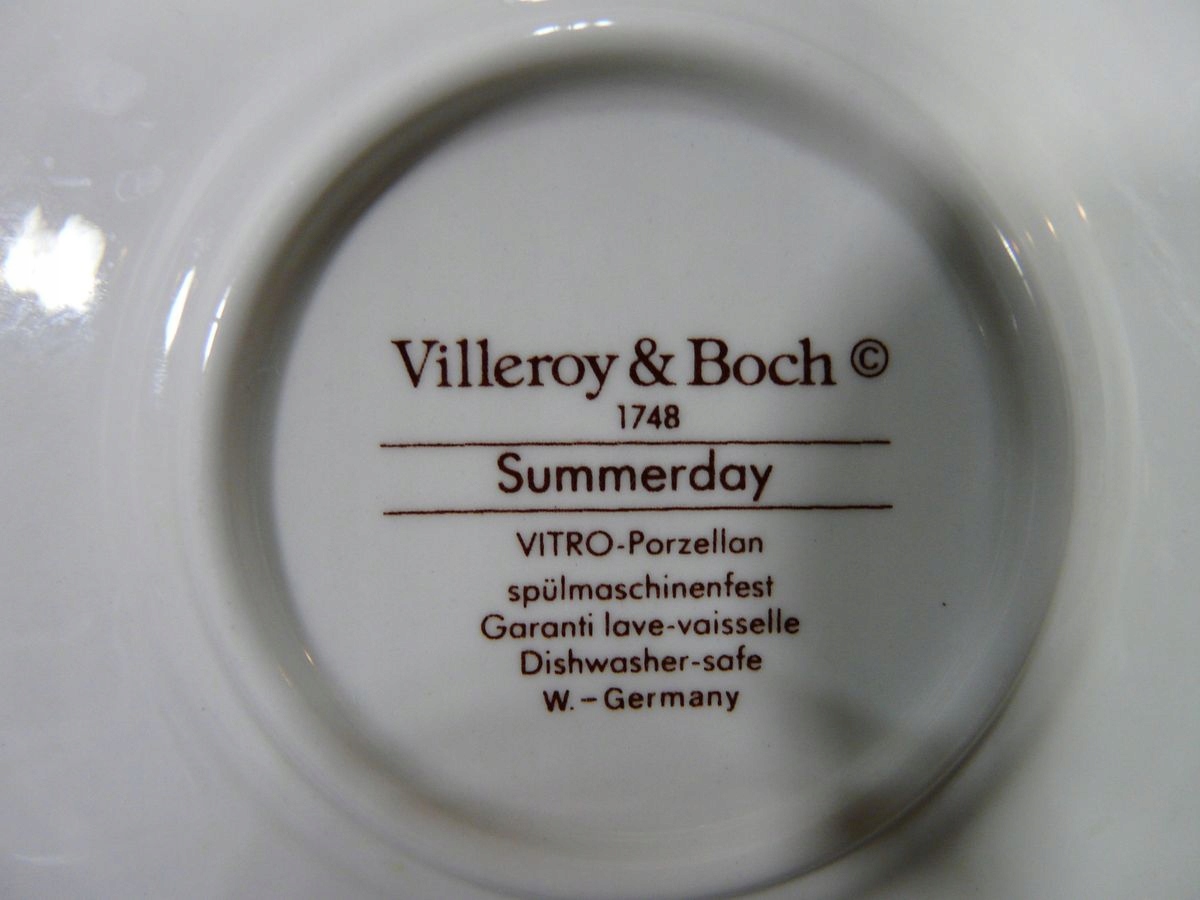 Villeroy & Boch ©
1748
Summerday
VITRO-Porzellan
spülmaschinenfest
Garanti lave-vaisselle
Dishwasher-safe
W.-Germany